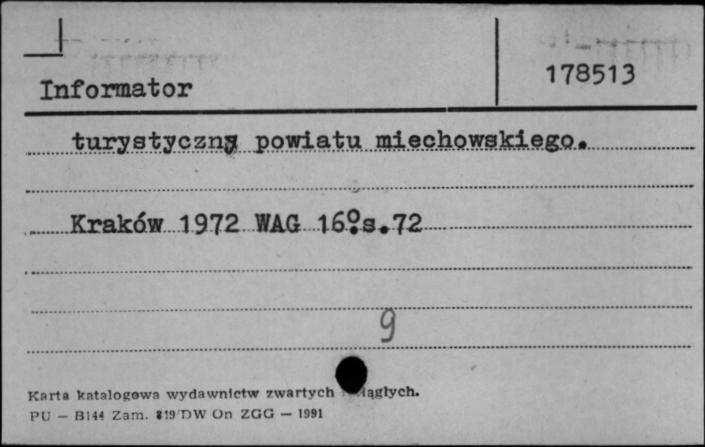 178513
Informator
turystyczny powiatu miechowskiego.
Kraków 1972 WAG 16°.s.72
9
Karta katalogowa wydawnictw zwartych ciągłych.
PU — B144 Zam. 819 DW On ZGG — 1991